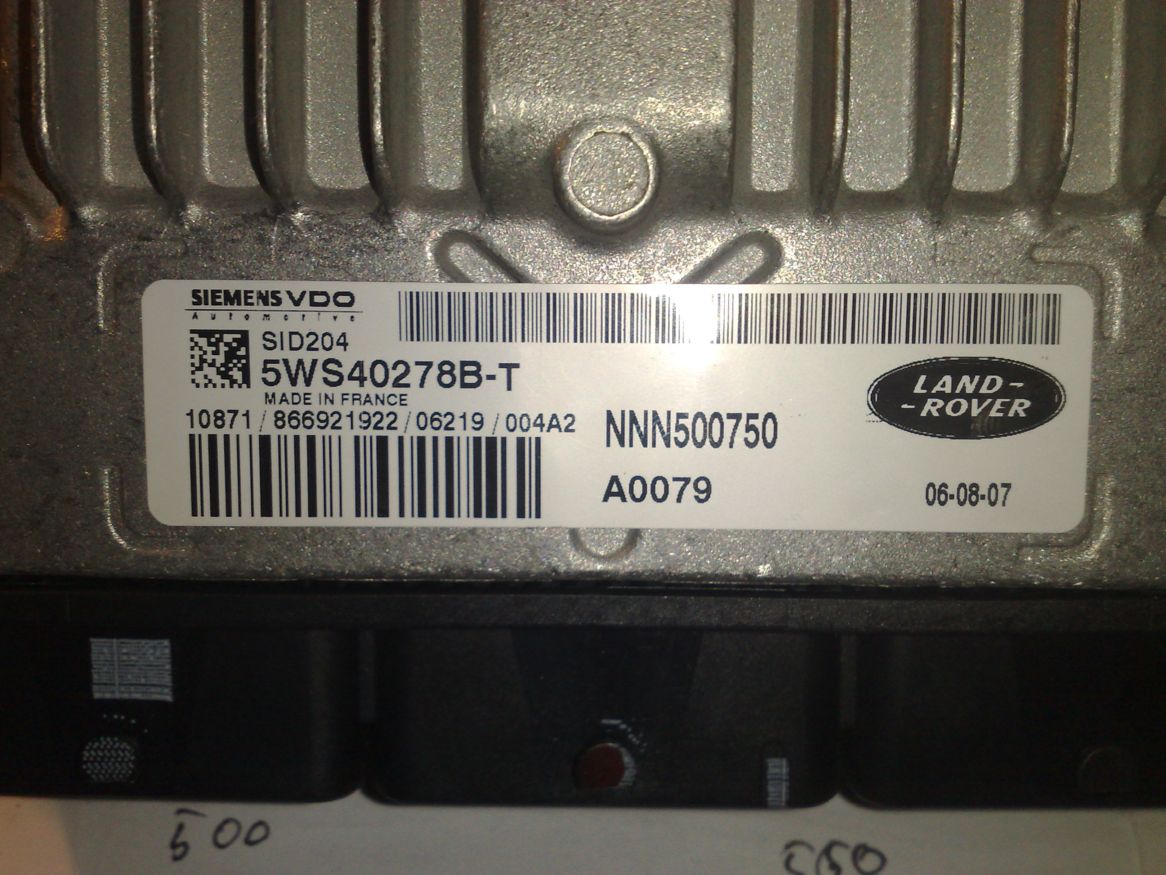 SIEMENS VDO
Automotive
SID204
5WS40278B-T
MADE IN FRANCE
10871 / 866921922 / 06219 / 004A2
NNN500750
A0079
LAND-
-ROVER
06-08-07
500